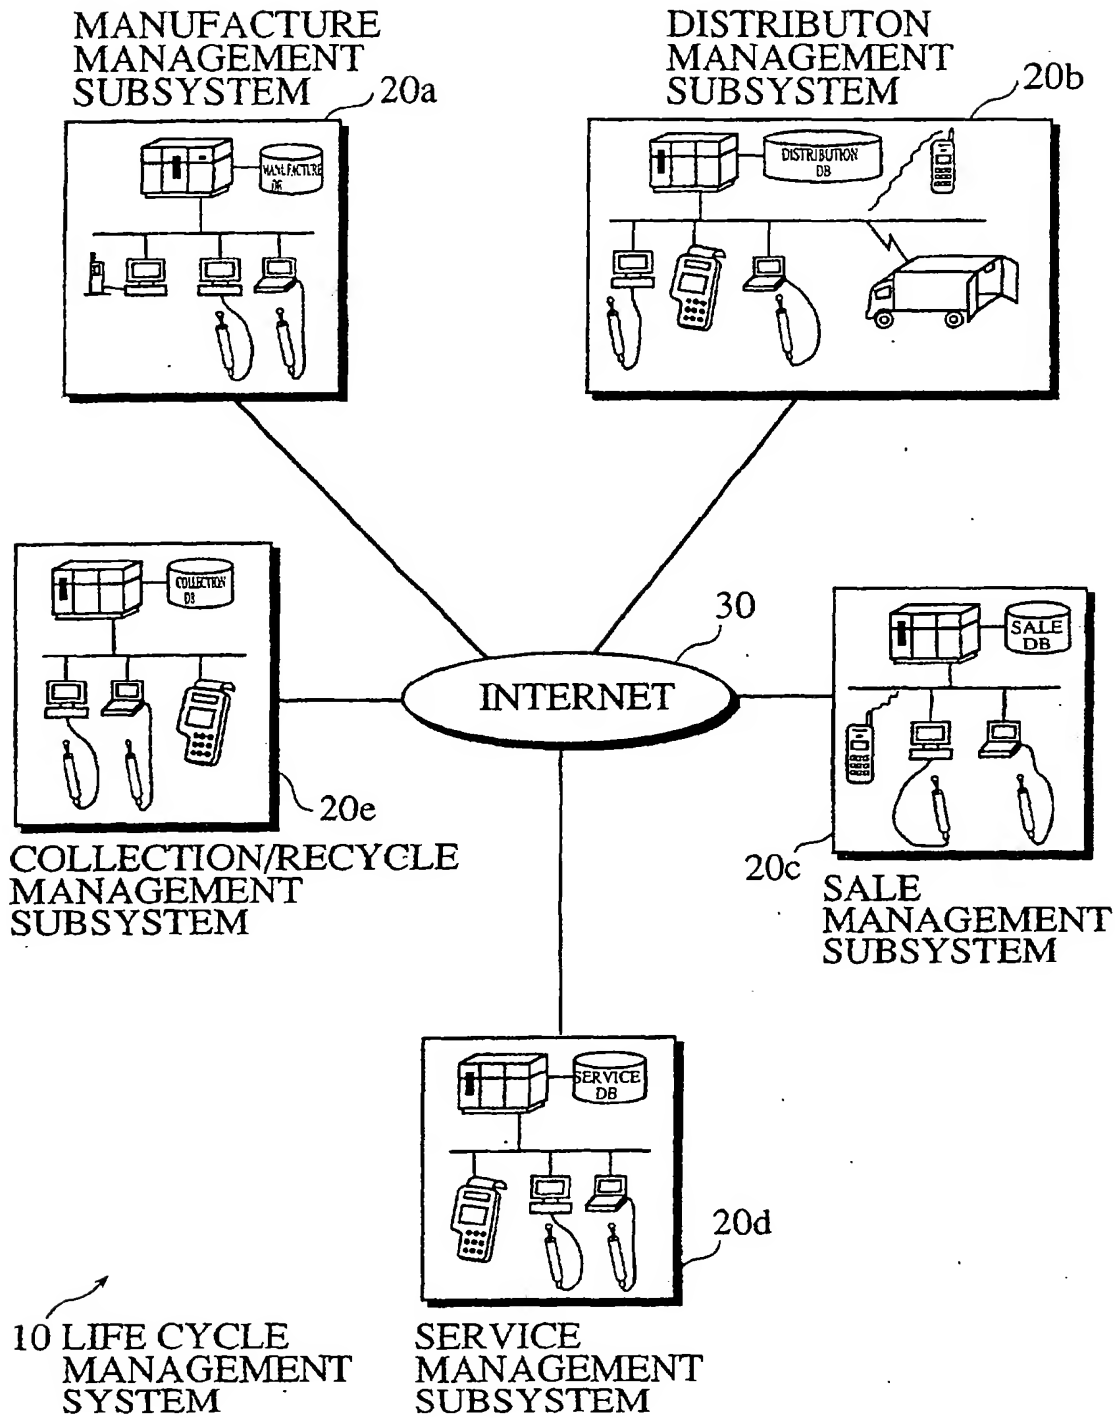 MANUFACTURE
MANAGEMENT
SUBSYSTEM
20a
MANUFACTURE
DB
DISTRIBUTON
MANAGEMENT
SUBSYSTEM
20b
DISTRIBUTION
DB
COLLECTION
DB
20e
COLLECTION/RECYCLE
MANAGEMENT
SUBSYSTEM
30
INTERNET
SALE
DB
20c
SALE
MANAGEMENT
SUBSYSTEM
SERVICE
DB
20d
SERVICE
MANAGEMENT
SUBSYSTEM
10 LIFE CYCLE
MANAGEMENT
SYSTEM